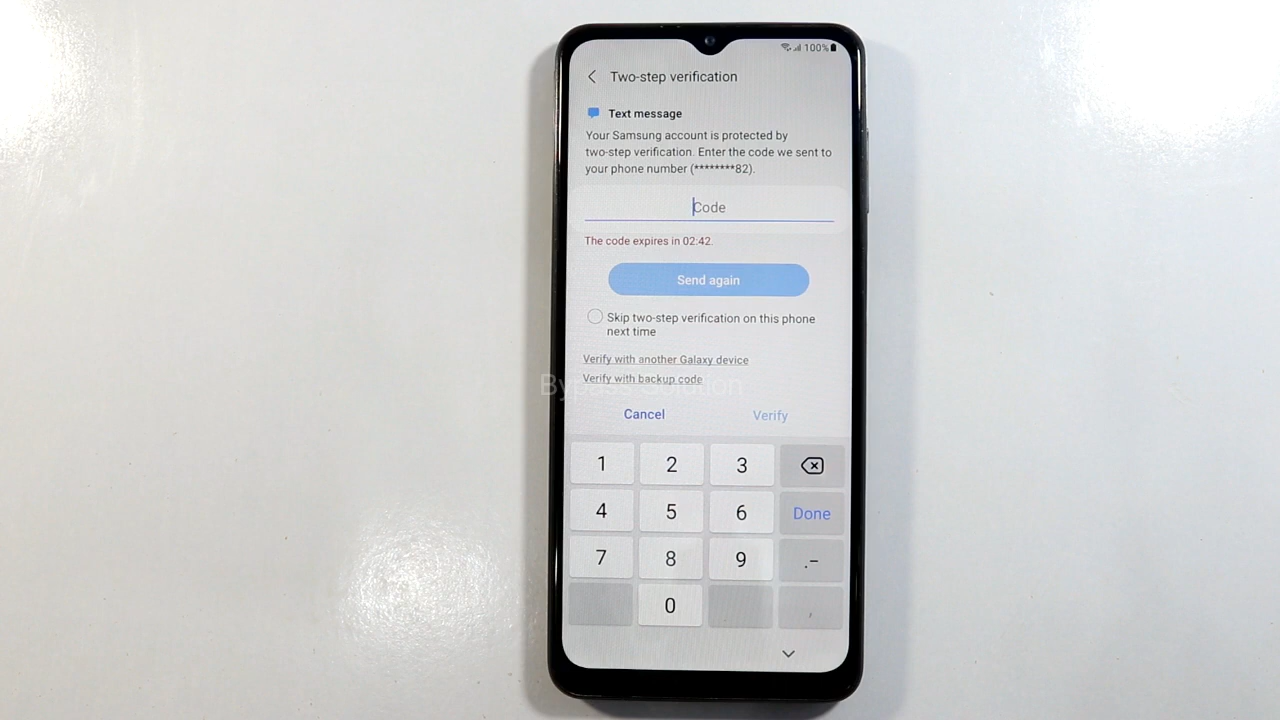 100%
Two-step verification
Text message
Your Samsung account is protected by
two-step verification. Enter the code we sent to
your phone number (********82).
Code
The code expires in 02:42.
Send again
Skip two-step verification on this phone
next time
Verify with another Galaxy device
Verify with backup code
Bypass Solution
Cancel Verify
1 2 3
4 5 6 Done
7 8 9 .-
0 ,